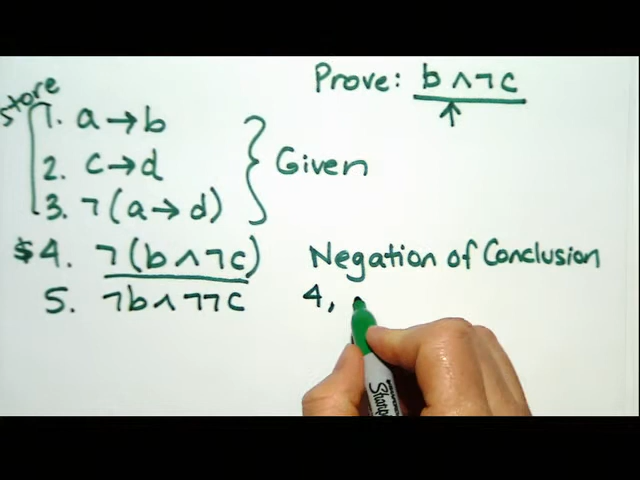 Prove: b ∧ ¬c
Store
1. a → b
2. c → d
Given
3. ¬(a → d)
$4. ¬(b ∧ ¬c) Negation of Conclusion
5. ¬b ∧ ¬¬c 4,
Sharpie